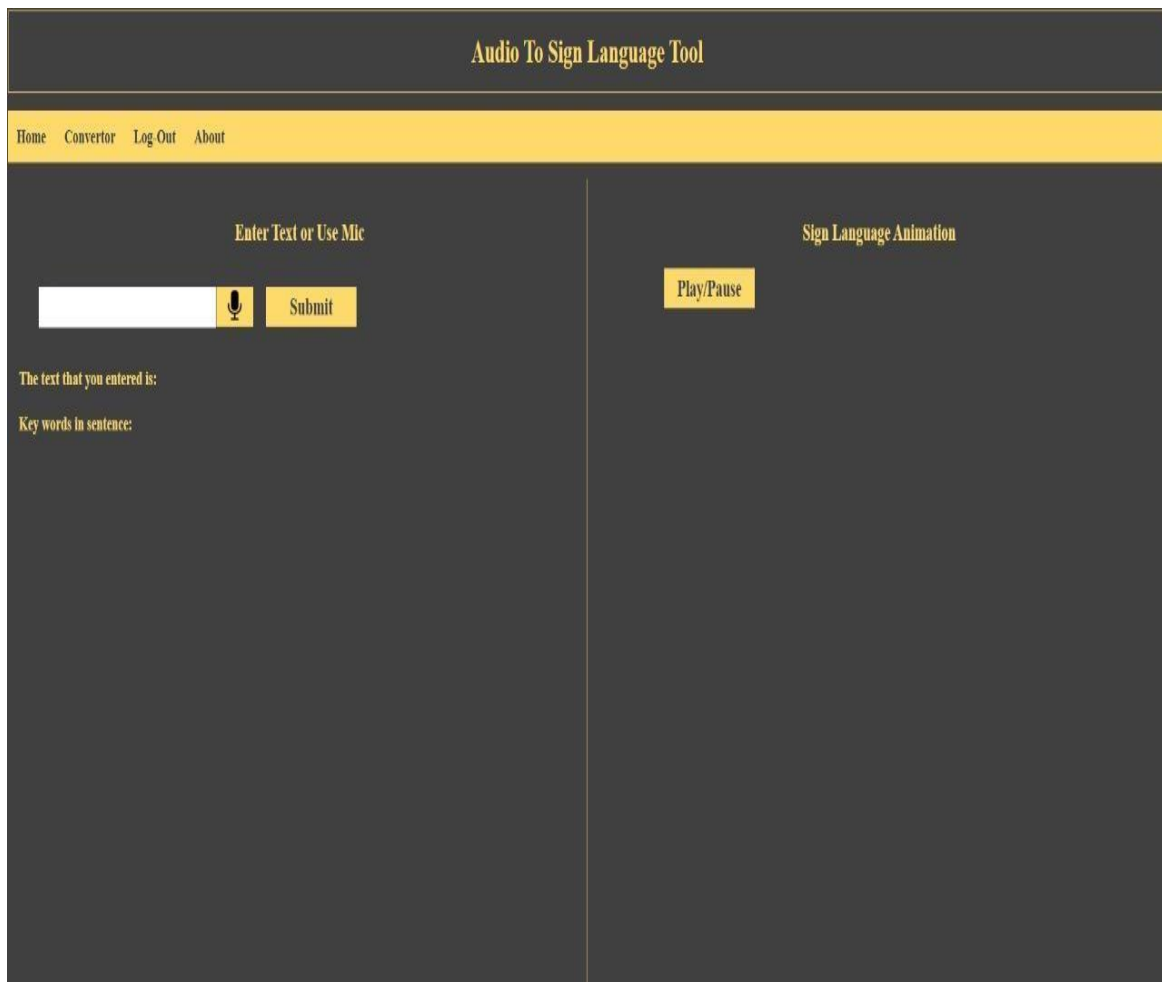 Audio To Sign Language Tool
Home Convertor Log-Out About
Enter Text or Use Mic
Submit
The text that you entered is:
Key words in sentence:
Sign Language Animation
Play/Pause